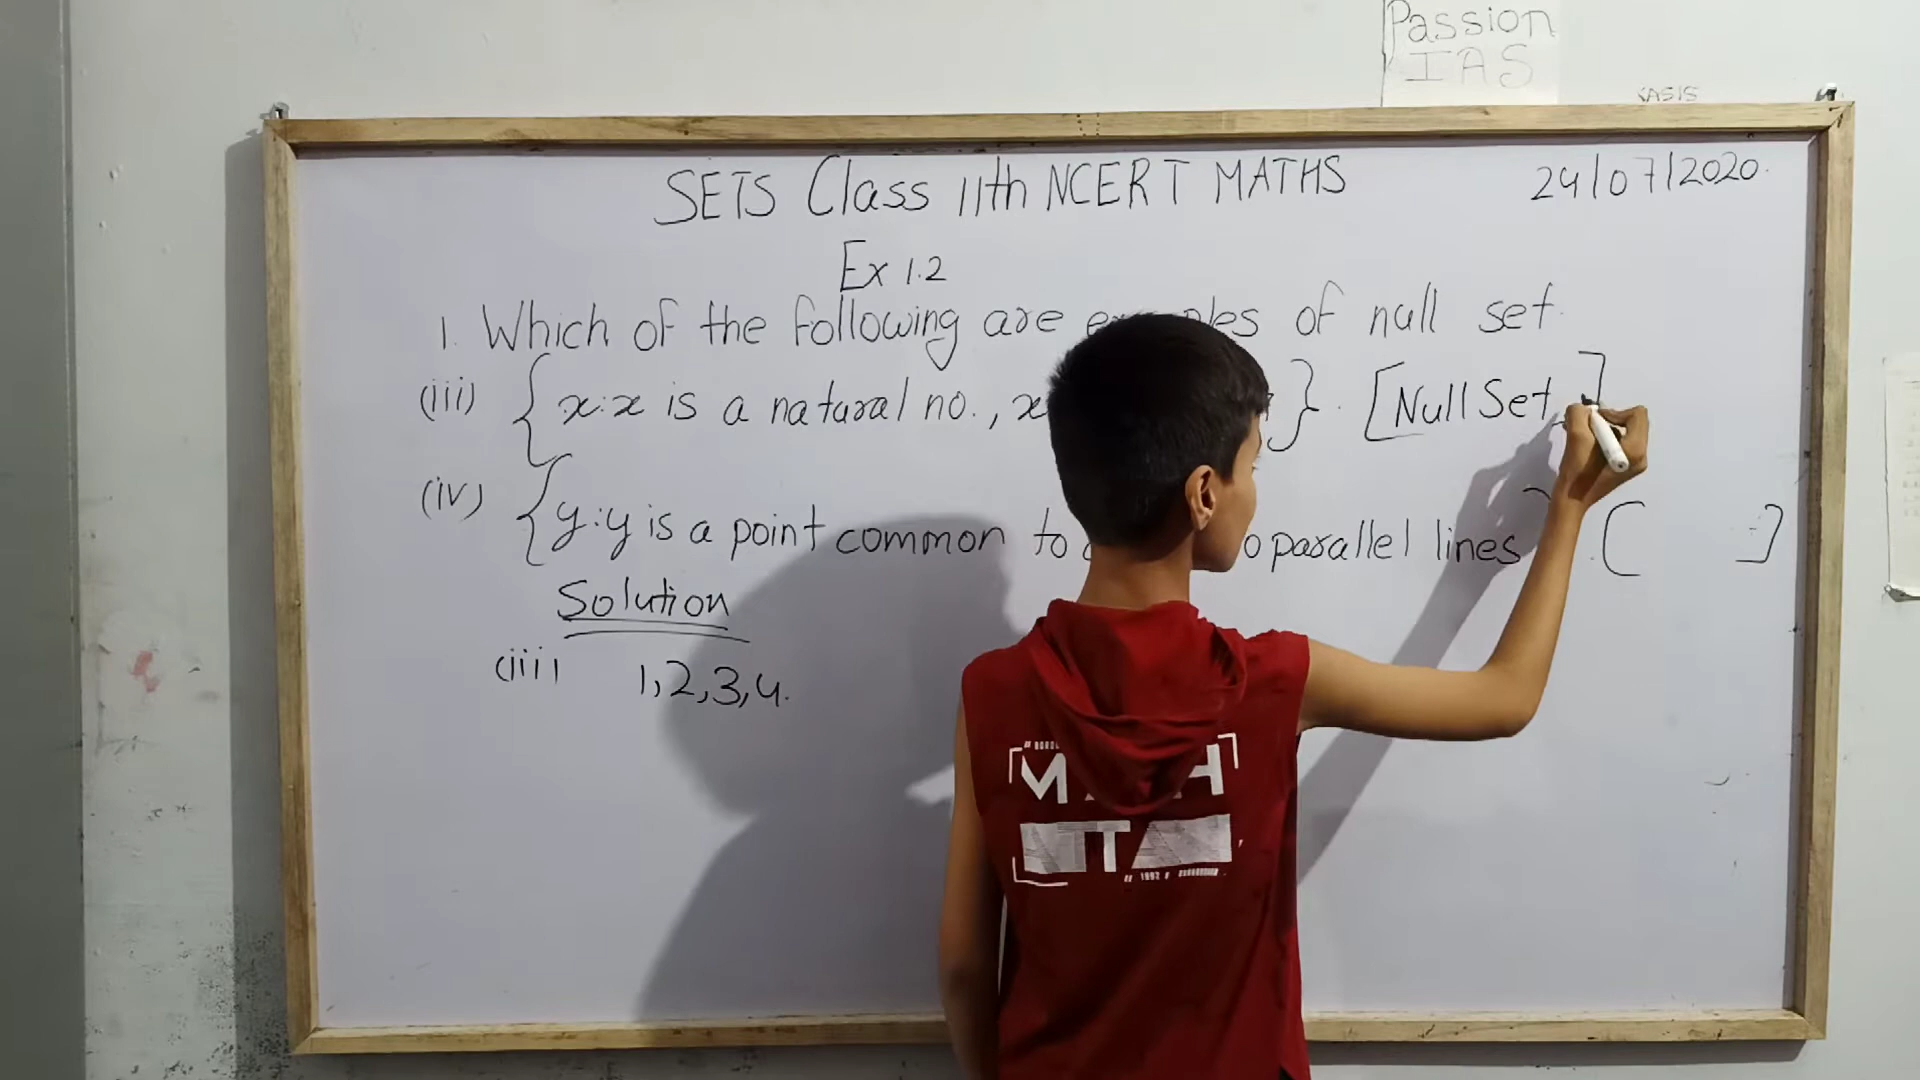 Passion
IAS
KASIS
SETS Class 11th NCERT MATHS 24/07/2020.
Ex 1.2
1. Which of the following are of null set.
(iii) { x:x is a natural no., x }. [Null Set]
(iv) { y:y is a point common to parallel lines . [ ]
Solution
(iii) 1,2,3,4.